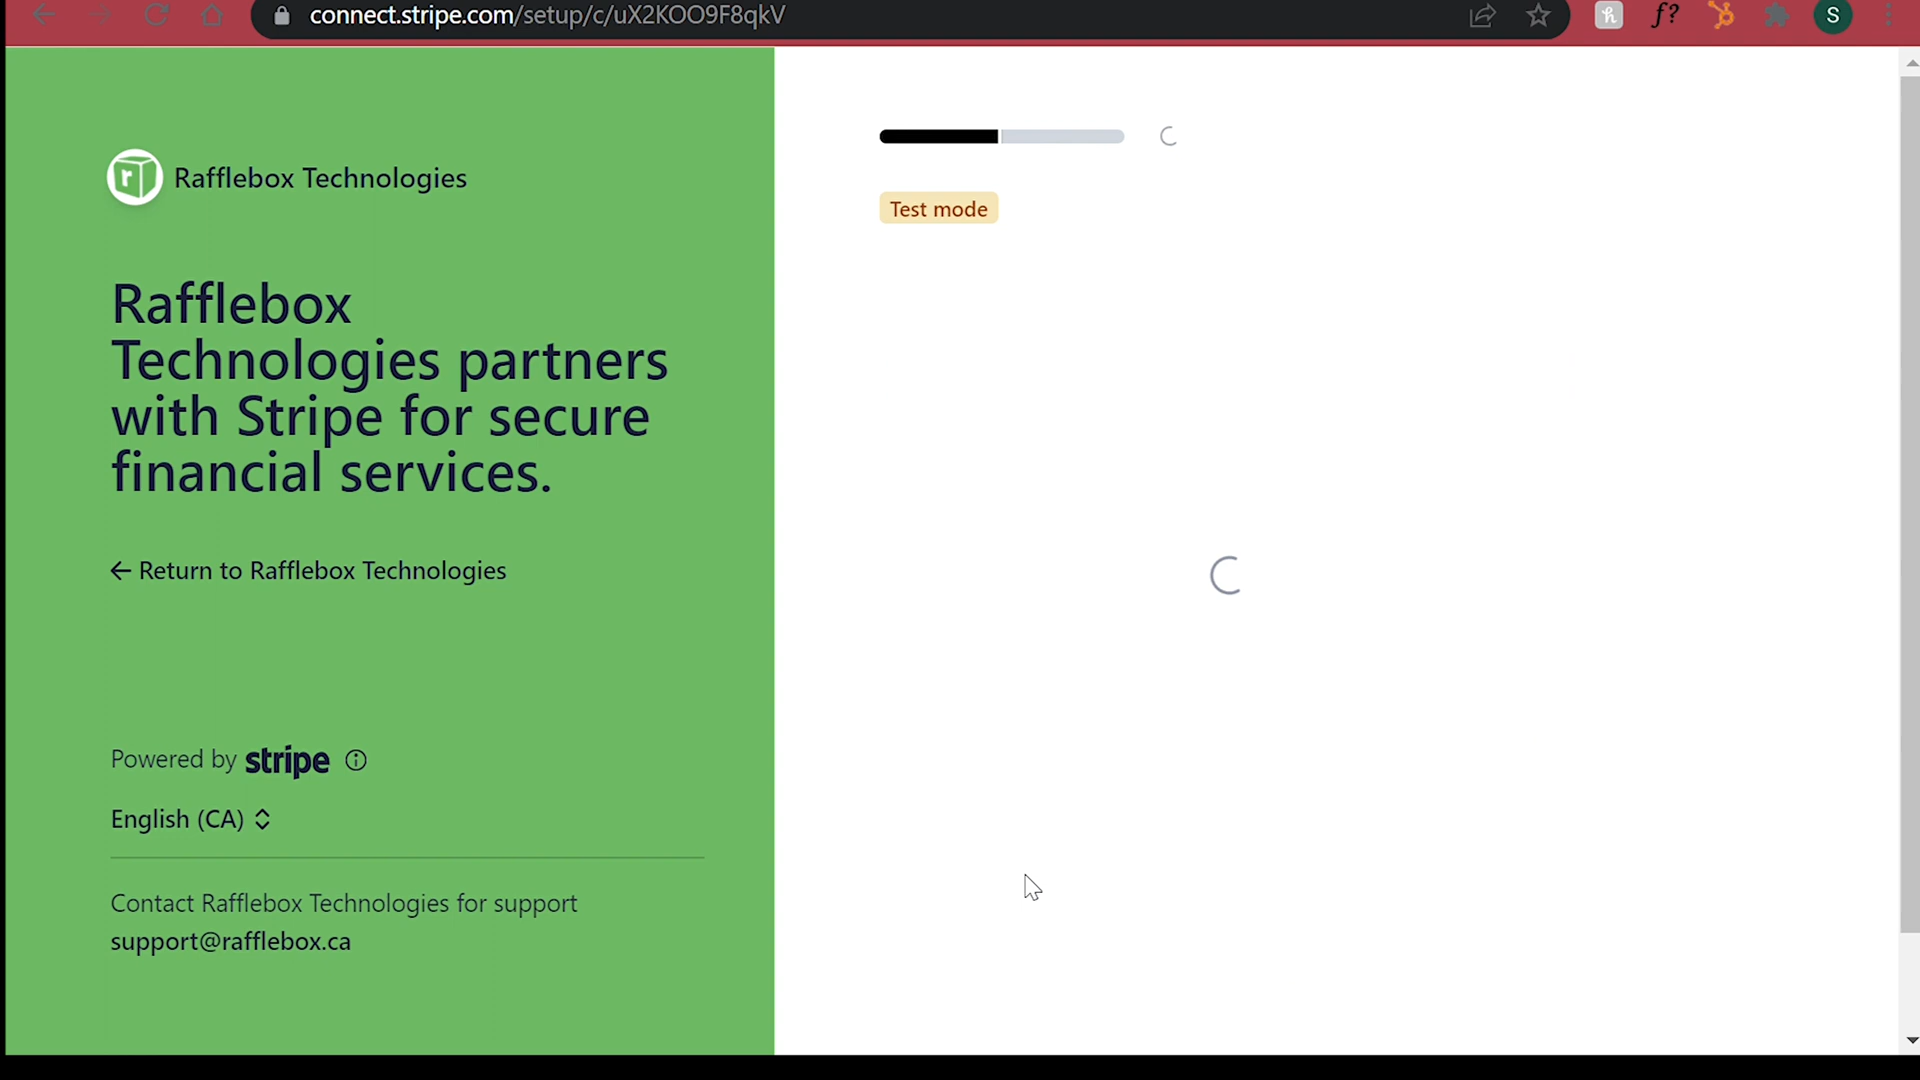 connect.stripe.com/setup/c/uX2KOO9F8qkV
h
f?
S
r
Rafflebox Technologies
Rafflebox
Technologies partners
with Stripe for secure
financial services.
← Return to Rafflebox Technologies
Powered by stripe
English (CA)
Contact Rafflebox Technologies for support
support@rafflebox.ca
Test mode